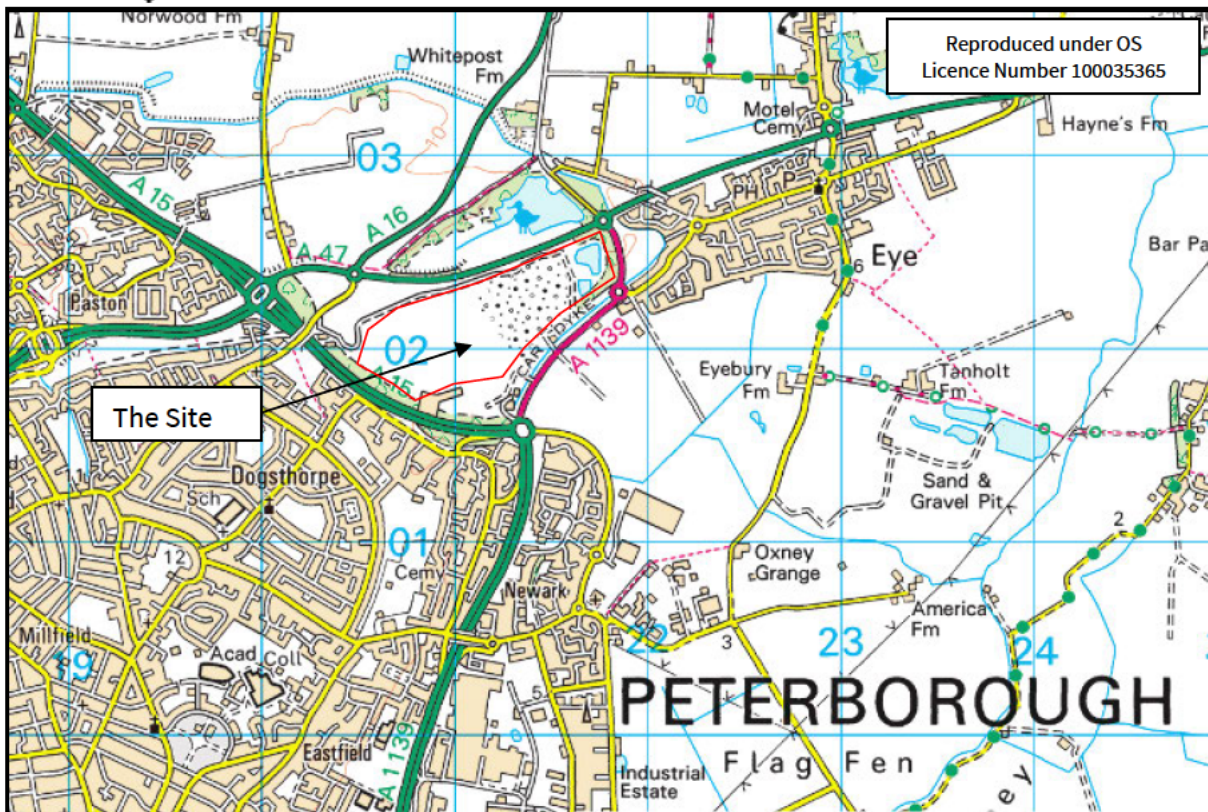 Norwood Fm
Whitepost
Fm
Reproduced under OS
Licence Number 100035365
Motel
Cemy
Hayne's Fm
A 15
03
10
A 16
PH
P
A 47
Eye
6
Bar Pa
Paston
02
CAR DYKE
A 1139
A 15
Eyebury
Fm
Tanholt
Fm
The Site
Dogsthorpe
Sch
Sand &
Gravel Pit
12
01
Cemy
2
Newark
Oxney
Grange
America
Fm
Millfield
19
Acad
Coll
22
3
23
24
PETERBOROUGH
5
Eastfield
A 1139
Industrial
Estate
Flag Fen
ey